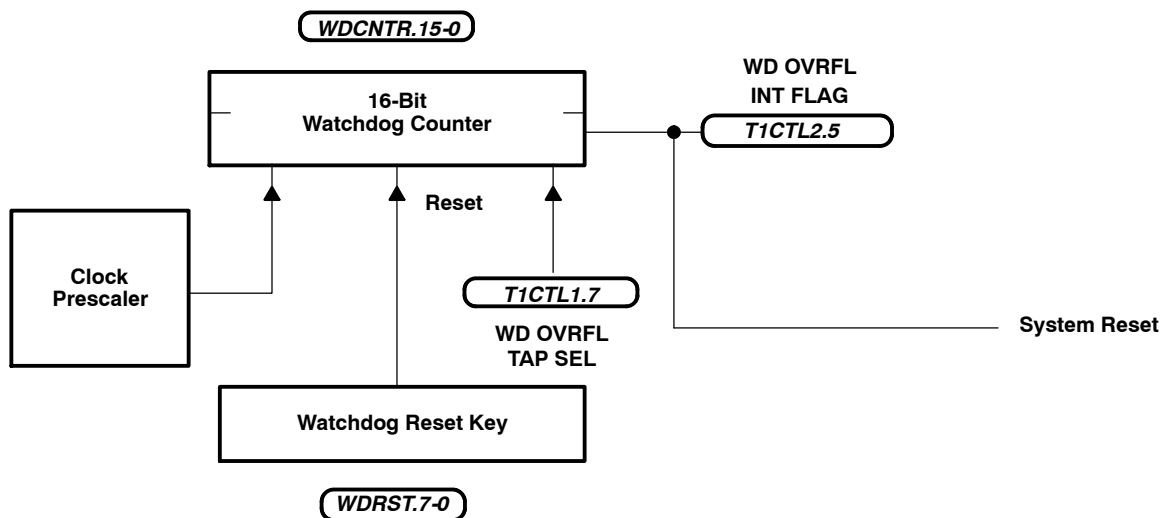 WDCNTR.15-0
16-Bit
Watchdog Counter
WD OVRFL
INT FLAG
T1CTL2.5
Reset
Clock
Prescaler
T1CTL1.7
WD OVRFL
TAP SEL
System Reset
Watchdog Reset Key
WDRST.7-0